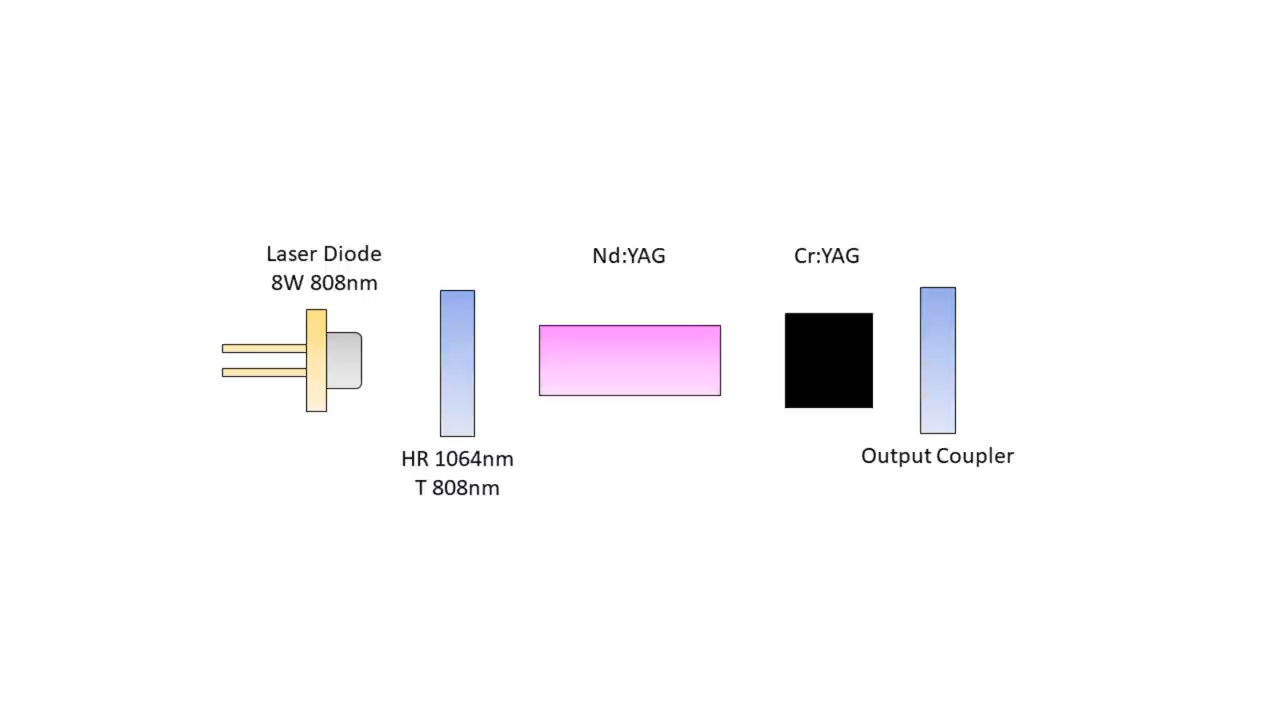 Laser Diode
8W 808nm
Nd:YAG
Cr:YAG
HR 1064nm
T 808nm
Output Coupler